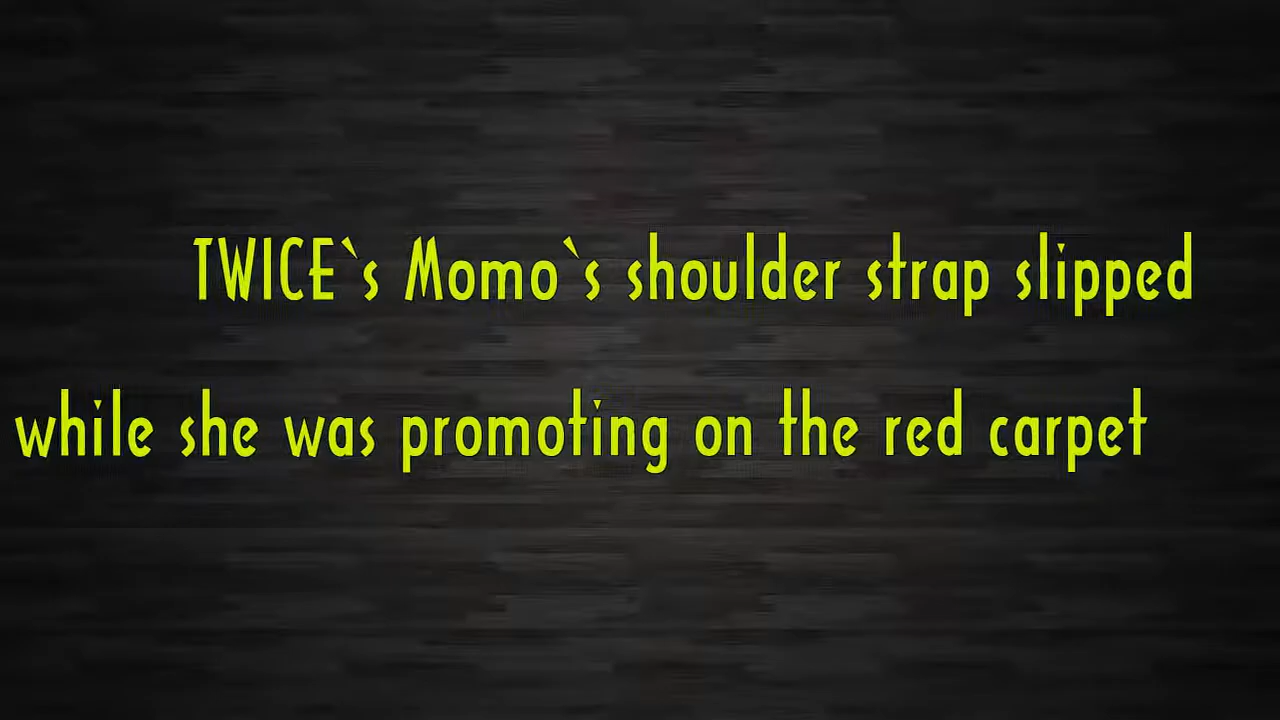 TWICE`s Momo`s shoulder strap slipped
while she was promoting on the red carpet